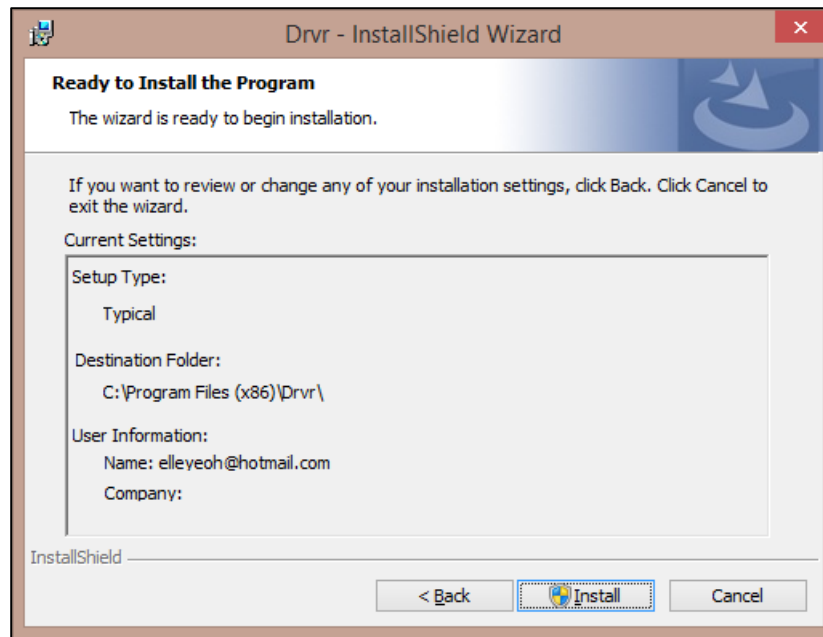 Drvr - InstallShield Wizard
Ready to Install the Program
The wizard is ready to begin installation.
If you want to review or change any of your installation settings, click Back. Click Cancel to
exit the wizard.
Current Settings:
Setup Type:
Typical
Destination Folder:
C:\Program Files (x86)\Drvr\
User Information:
Name: elleyeoh@hotmail.com
Company:
InstallShield
< Back
Install
Cancel